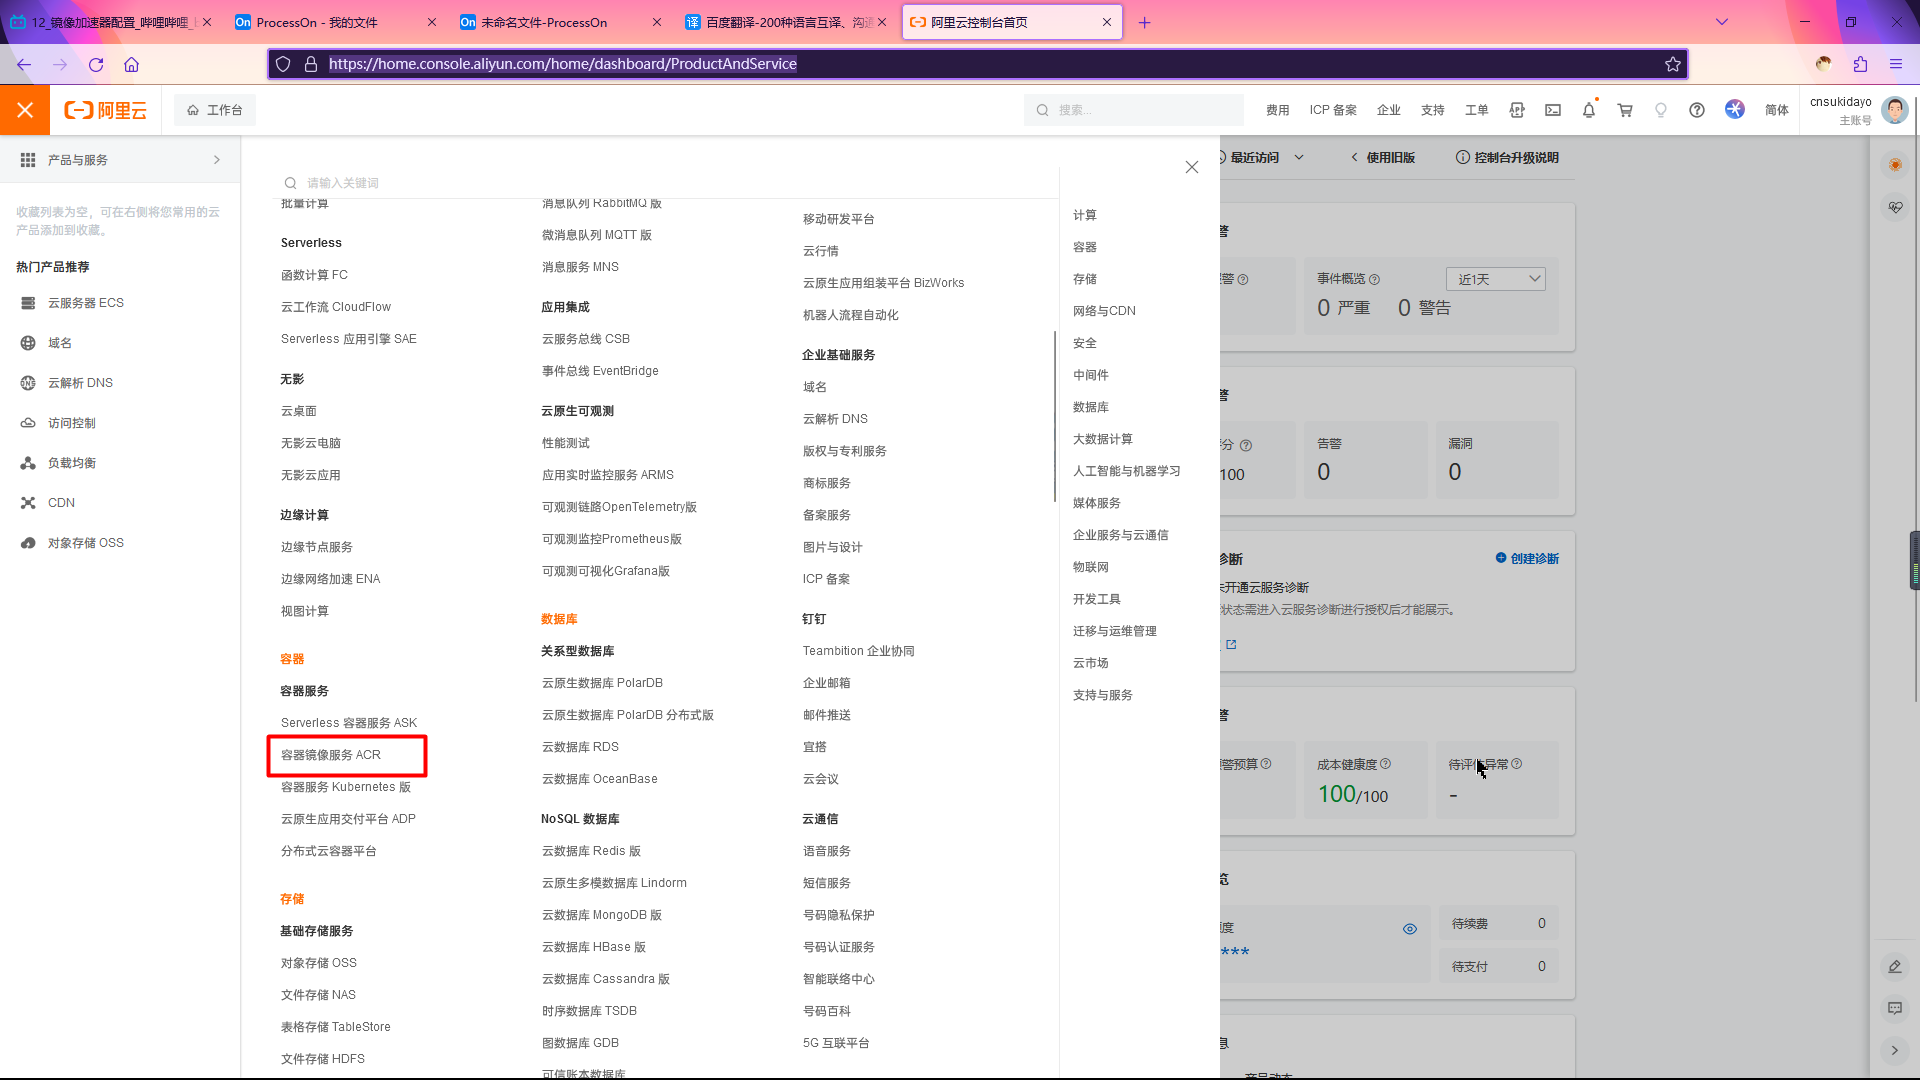 12_镜像加速器配置_哔哩哔哩_
ProcessOn - 我的文件
未命名文件-ProcessOn
百度翻译-200种语言互译、沟
阿里云控制台首页
https://home.console.aliyun.com/home/dashboard/ProductAndService
阿里云
工作台
搜索...
费用
ICP 备案
企业
支持
工单
简体
cnsukidayo
主账号
产品与服务
收藏列表为空，可在右侧将您常用的云
产品添加到收藏。
热门产品推荐
云服务器 ECS
域名
云解析 DNS
访问控制
负载均衡
CDN
对象存储 OSS
请输入关键词
批量计算
Serverless
函数计算 FC
云工作流 CloudFlow
Serverless 应用引擎 SAE
无影
云桌面
无影云电脑
无影云应用
边缘计算
边缘节点服务
边缘网络加速 ENA
视图计算
容器
容器服务
Serverless 容器服务 ASK
容器镜像服务 ACR
容器服务 Kubernetes 版
云原生应用交付平台 ADP
分布式云容器平台
存储
基础存储服务
对象存储 OSS
文件存储 NAS
表格存储 TableStore
文件存储 HDFS
消息队列 RabbitMQ 版
微消息队列 MQTT 版
消息服务 MNS
应用集成
云服务总线 CSB
事件总线 EventBridge
云原生可观测
性能测试
应用实时监控服务 ARMS
可观测链路OpenTelemetry版
可观测监控Prometheus版
可观测可视化Grafana版
数据库
关系型数据库
云原生数据库 PolarDB
云原生数据库 PolarDB 分布式版
云数据库 RDS
云数据库 OceanBase
NoSQL 数据库
云数据库 Redis 版
云原生多模数据库 Lindorm
云数据库 MongoDB 版
云数据库 HBase 版
云数据库 Cassandra 版
时序数据库 TSDB
图数据库 GDB
可信账本数据库
移动研发平台
云行情
云原生应用组装平台 BizWorks
机器人流程自动化
企业基础服务
域名
云解析 DNS
版权与专利服务
商标服务
备案服务
图片与设计
ICP 备案
钉钉
Teambition 企业协同
企业邮箱
邮件推送
宜搭
云会议
云通信
语音服务
短信服务
号码隐私保护
号码认证服务
智能联络中心
号码百科
5G 互联平台
计算
容器
存储
网络与CDN
安全
中间件
数据库
大数据计算
人工智能与机器学习
媒体服务
企业服务与云通信
物联网
开发工具
迁移与运维管理
云市场
支持与服务
最近访问
使用旧版
控制台升级说明
警
事件概览
近1天
0 严重
0 警告
分
100
告警
0
漏洞
0
诊断
创建诊断
未开通云服务诊断
状态需进入云服务诊断进行授权后才能展示。
警预算
成本健康度
100/100
异常
-
览
度
****
待续费
0
待支付
0
息